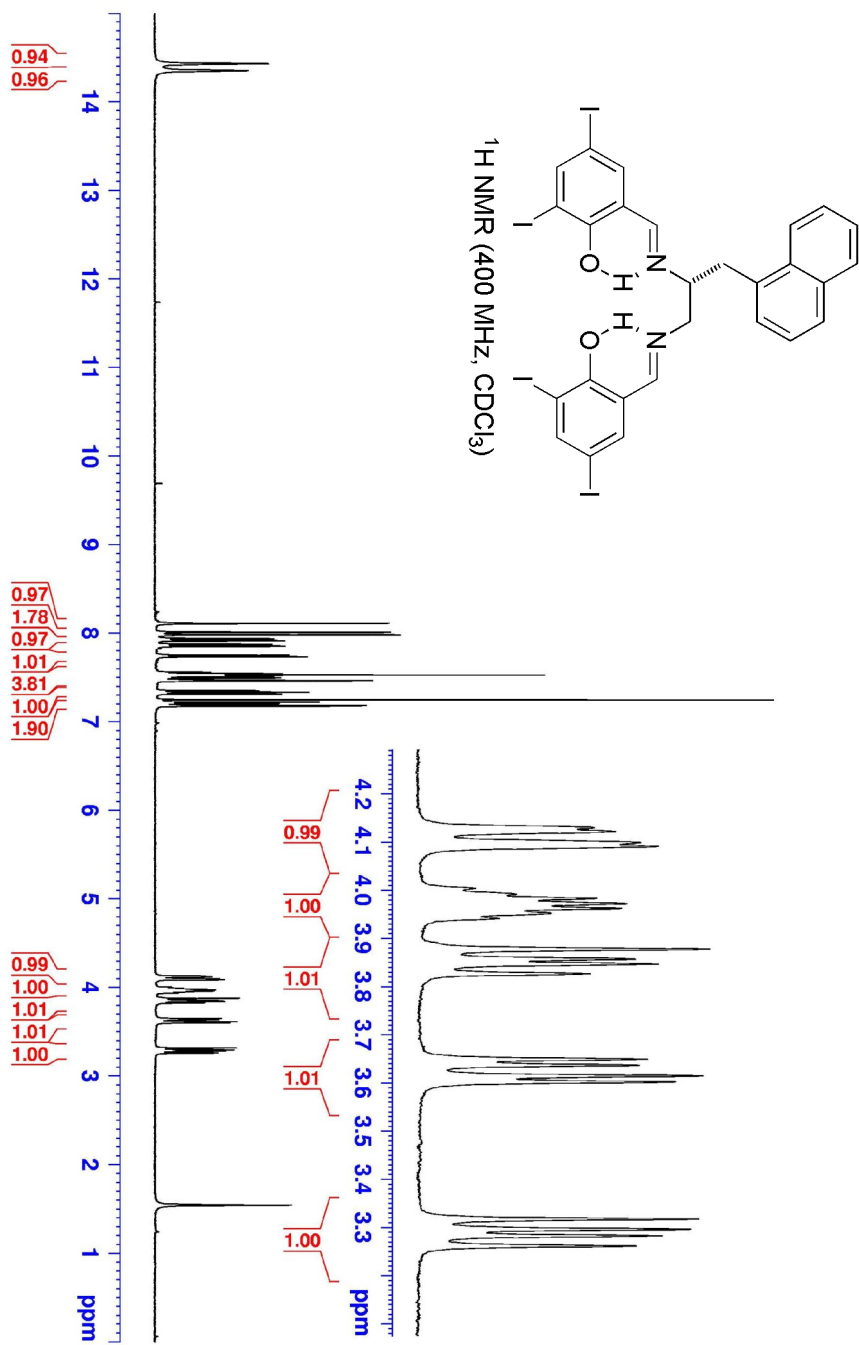 N N
H H
I O O I
I I
¹H NMR (400 MHz, CDCl₃)
4.2 4.1 4.0 3.9 3.8 3.7 3.6 3.5 3.4 3.3 ppm
0.99 1.00 1.01 1.01 1.00
14 13 12 11 10 9 8 7 6 5 4 3 2 1 ppm
0.94 0.96 0.97 1.78 0.97 1.01 3.81 1.00 1.90 0.99 1.00 1.01 1.01 1.00